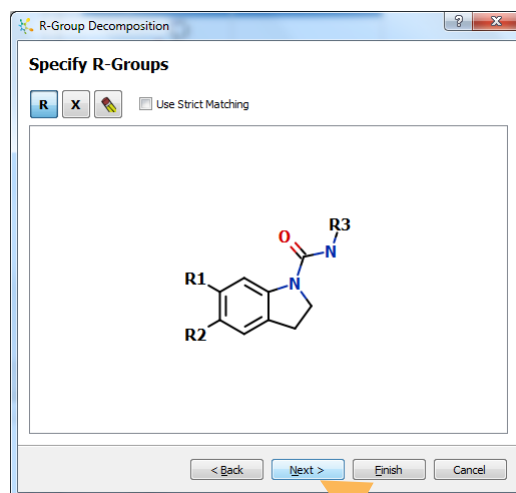 R-Group Decomposition ? X
Specify R-Groups
R X Use Strict Matching
R3
O
N
R1 N
R2
< Back Next > Finish Cancel